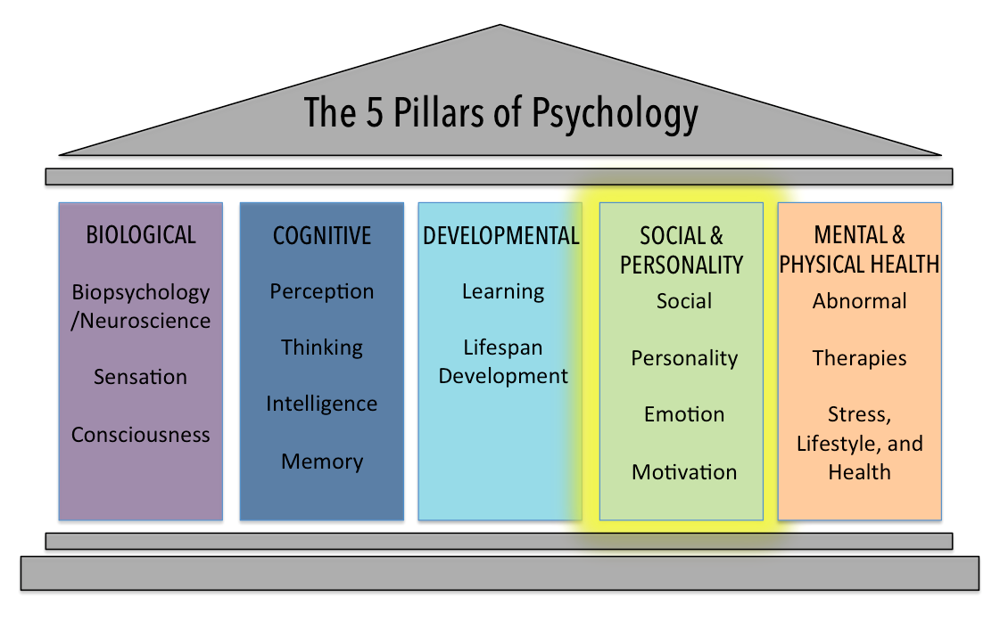 The 5 Pillars of Psychology
BIOLOGICAL
Biopsychology
/Neuroscience
Sensation
Consciousness
COGNITIVE
Perception
Thinking
Intelligence
Memory
DEVELOPMENTAL
Learning
Lifespan
Development
SOCIAL &
PERSONALITY
Social
Personality
Emotion
Motivation
MENTAL &
PHYSICAL HEALTH
Abnormal
Therapies
Stress,
Lifestyle, and
Health